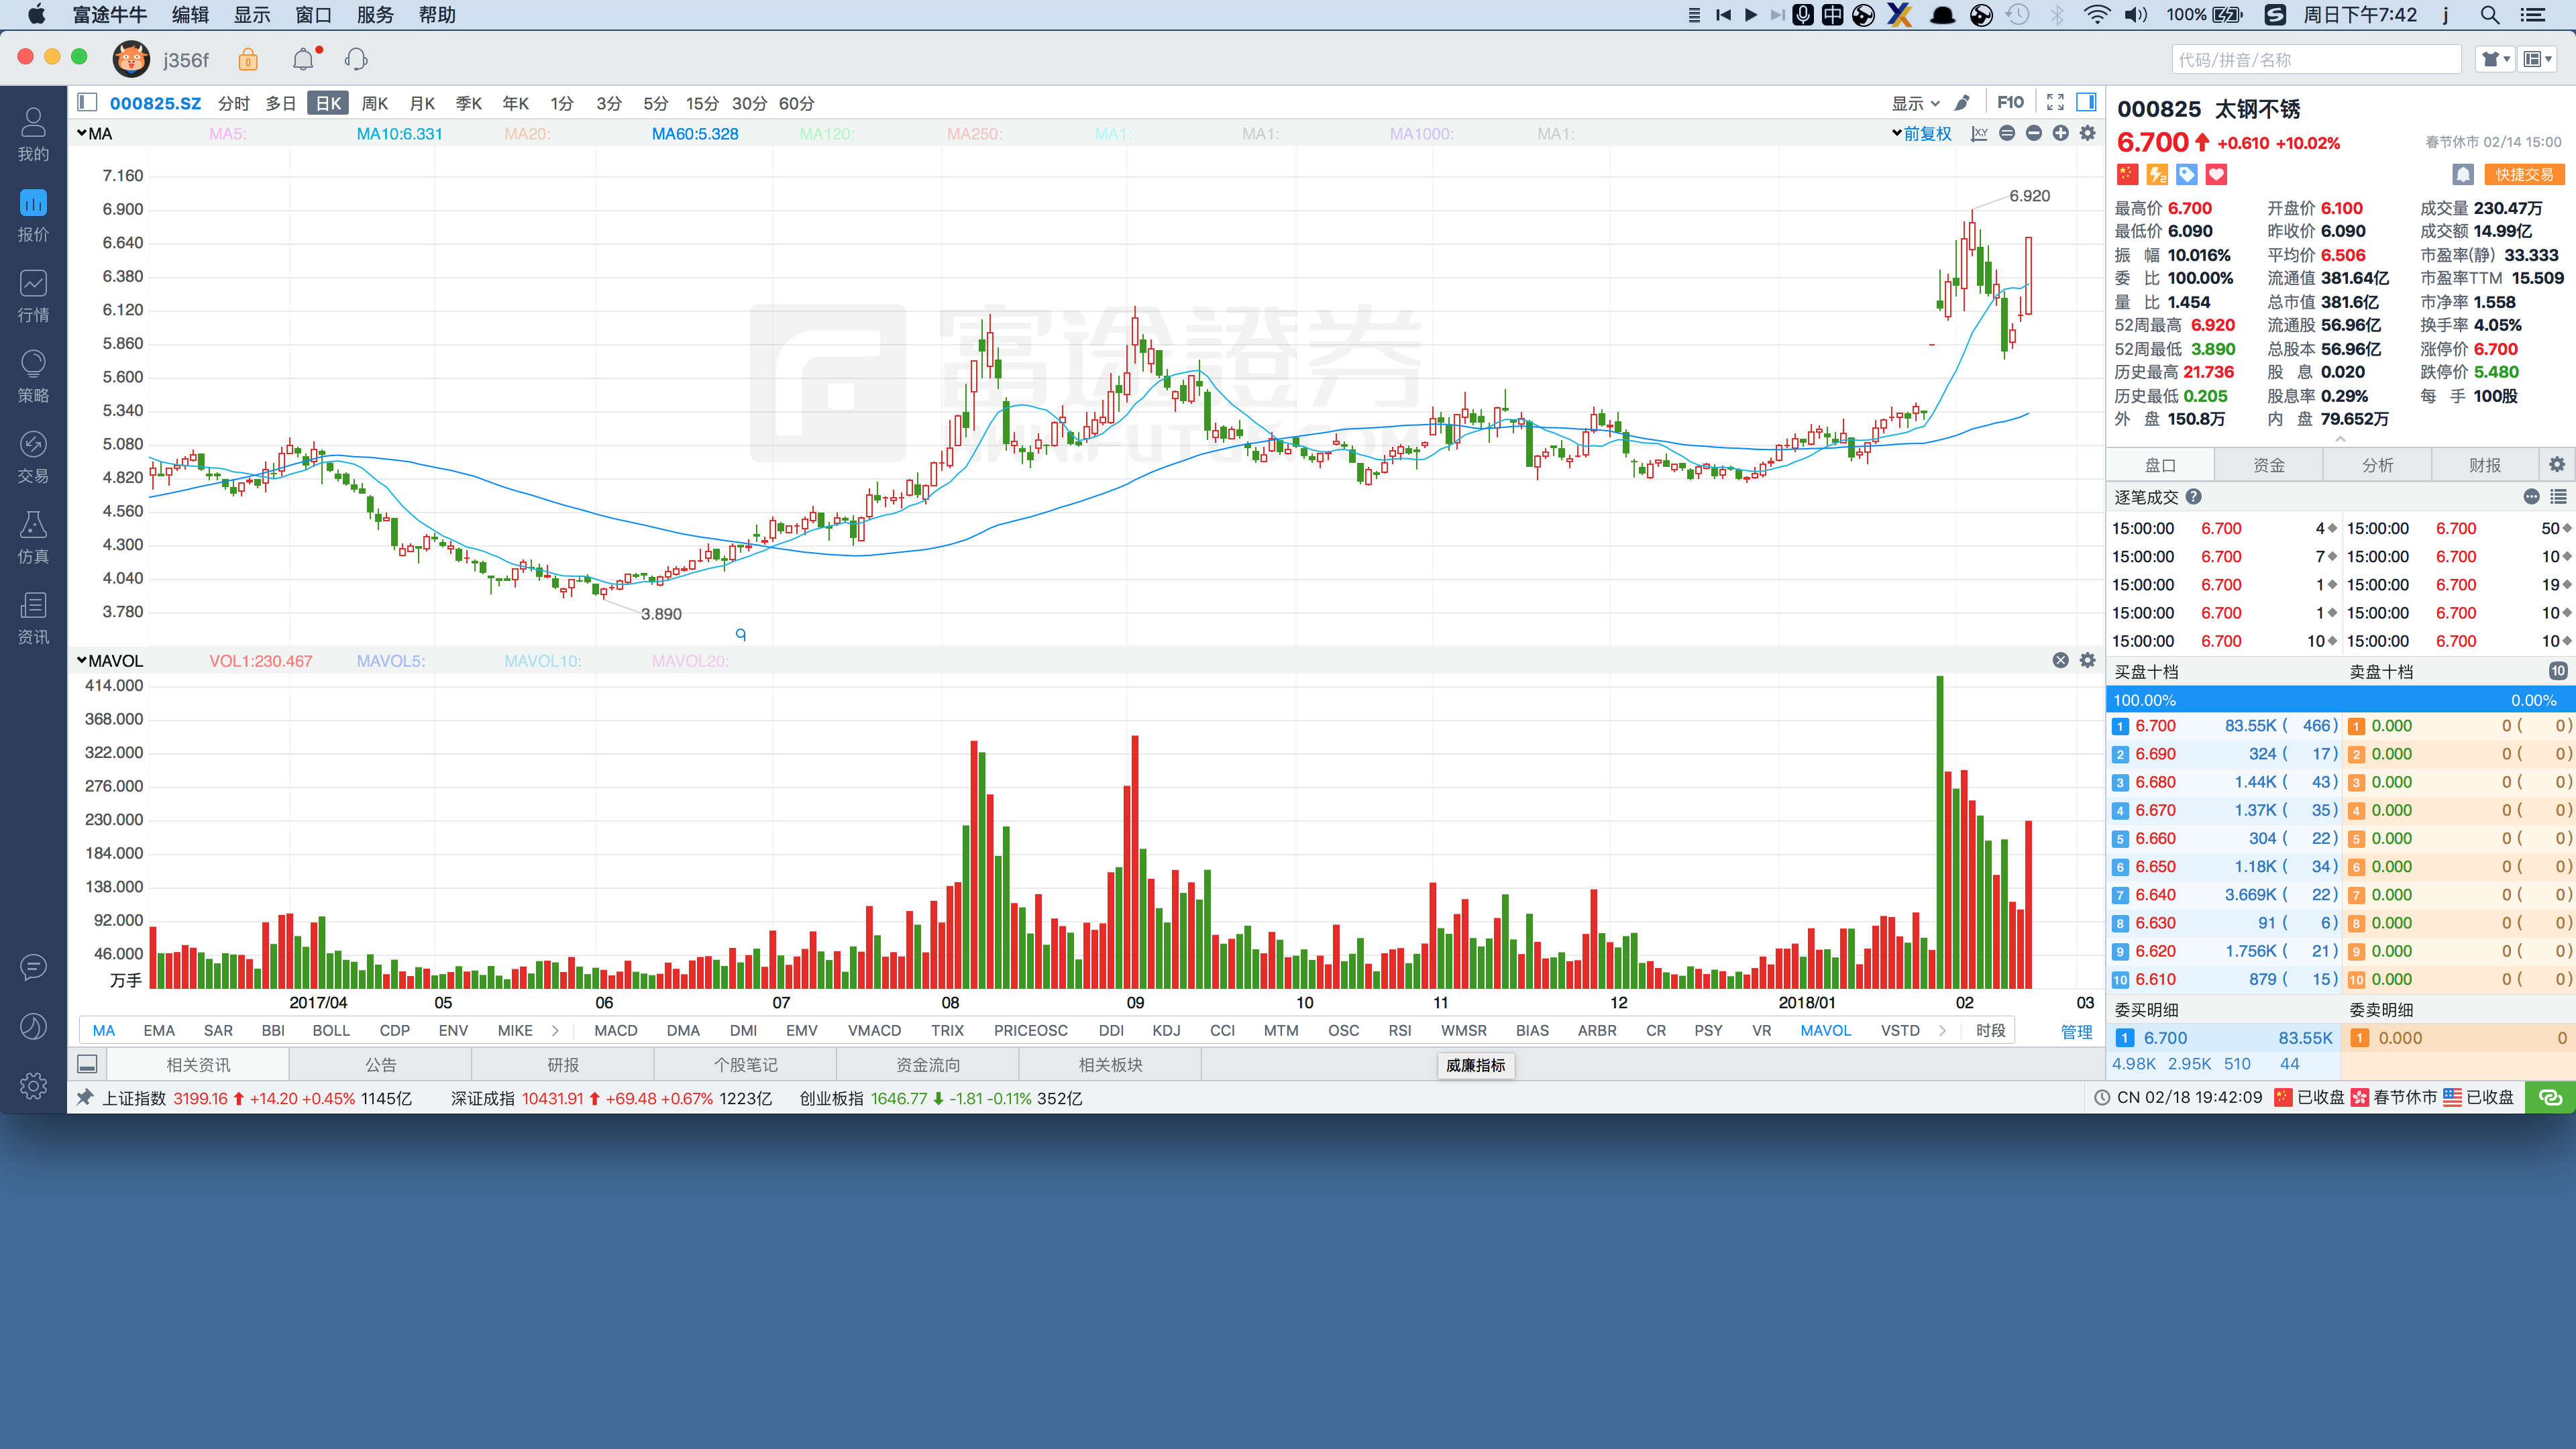 富途牛牛 编辑 显示 窗口 服务 帮助 中 100% 周日下午7:42 j
j356f 0 代码/拼音/名称
我的
报价
行情
策略
交易
仿真
资讯
000825.SZ 分时 多日 日K 周K 月K 季K 年K 1分 3分 5分 15分 30分 60分 显示 F10
MA MA5: MA10:6.331 MA20: MA60:5.328 MA120: MA250: MA1: MA1: MA1000: MA1: 前复权
7.160
6.900
6.640
6.380
6.120
5.860
5.600
5.340
5.080
4.820
4.560
4.300
4.040
3.780
6.920
3.890
富途證券
MAVOL VOL1:230.467 MAVOL5: MAVOL10: MAVOL20:
414.000
368.000
322.000
276.000
230.000
184.000
138.000
92.000
46.000
万手
2017/04 05 06 07 08 09 10 11 12 2018/01 02 03
MA EMA SAR BBI BOLL CDP ENV MIKE MACD DMA DMI EMV VMACD TRIX PRICEOSC DDI KDJ CCI MTM OSC RSI WMSR BIAS ARBR CR PSY VR MAVOL VSTD 时段 管理
相关资讯 公告 研报 个股笔记 资金流向 相关板块 威廉指标
000825 太钢不锈
6.700 +0.610 +10.02% 春节休市 02/14 15:00
快捷交易
最高价 6.700 开盘价 6.100 成交量 230.47万
最低价 6.090 昨收价 6.090 成交额 14.99亿
振 幅 10.016% 平均价 6.506 市盈率(静) 33.333
委 比 100.00% 流通值 381.64亿 市盈率TTM 15.509
量 比 1.454 总市值 381.6亿 市净率 1.558
52周最高 6.920 流通股 56.96亿 换手率 4.05%
52周最低 3.890 总股本 56.96亿 涨停价 6.700
历史最高 21.736 股 息 0.020 跌停价 5.480
历史最低 0.205 股息率 0.29% 每 手 100股
外 盘 150.8万 内 盘 79.652万
盘口 资金 分析 财报
逐笔成交
15:00:00 6.700 4 15:00:00 6.700 50
15:00:00 6.700 7 15:00:00 6.700 10
15:00:00 6.700 1 15:00:00 6.700 19
15:00:00 6.700 1 15:00:00 6.700 10
15:00:00 6.700 10 15:00:00 6.700 10
买盘十档 卖盘十档 10
100.00% 0.00%
1 6.700 83.55K ( 466) 1 0.000 0 ( 0)
2 6.690 324 ( 17) 2 0.000 0 ( 0)
3 6.680 1.44K ( 43) 3 0.000 0 ( 0)
4 6.670 1.37K ( 35) 4 0.000 0 ( 0)
5 6.660 304 ( 22) 5 0.000 0 ( 0)
6 6.650 1.18K ( 34) 6 0.000 0 ( 0)
7 6.640 3.669K ( 22) 7 0.000 0 ( 0)
8 6.630 91 ( 6) 8 0.000 0 ( 0)
9 6.620 1.756K ( 21) 9 0.000 0 ( 0)
10 6.610 879 ( 15) 10 0.000 0 ( 0)
委买明细 委卖明细
1 6.700 83.55K 1 0.000 0
4.98K 2.95K 510 44
上证指数 3199.16 +14.20 +0.45% 1145亿 深证成指 10431.91 +69.48 +0.67% 1223亿 创业板指 1646.77 -1.81 -0.11% 352亿 CN 02/18 19:42:09 已收盘 春节休市 已收盘